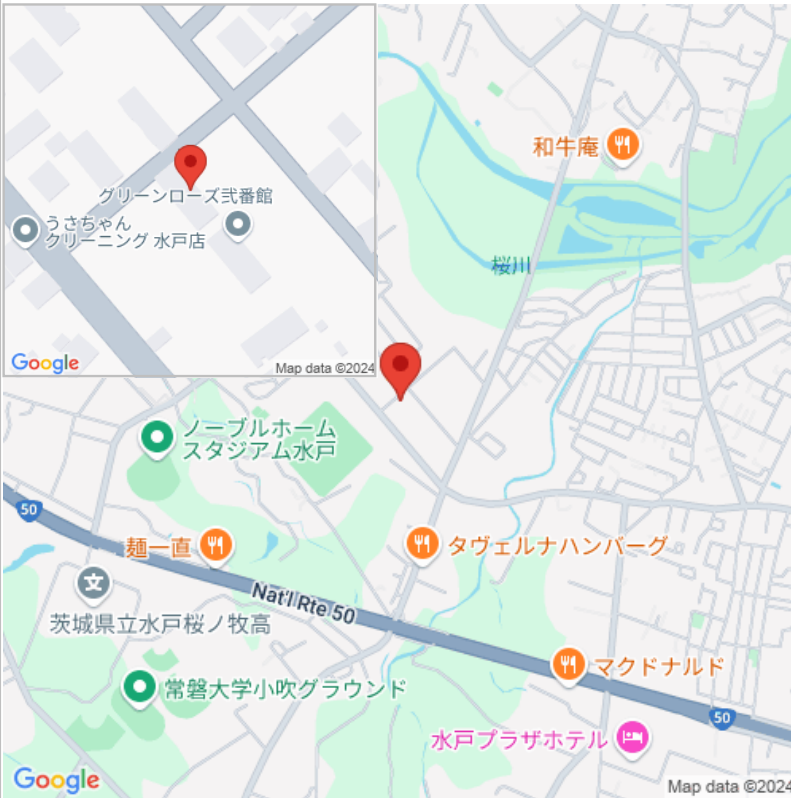 グリーンローズ弐番館
うさちゃん
クリーニング 水戸店
Google
Map data ©2024
和牛庵
桜川
ノーブルホーム
スタジアム水戸
50
麺一直
タヴェルナハンバーグ
Nat'l Rte 50
文
茨城県立水戸桜ノ牧高
マクドナルド
常磐大学小吹グラウンド
50
水戸プラザホテル
Google
Map data ©2024